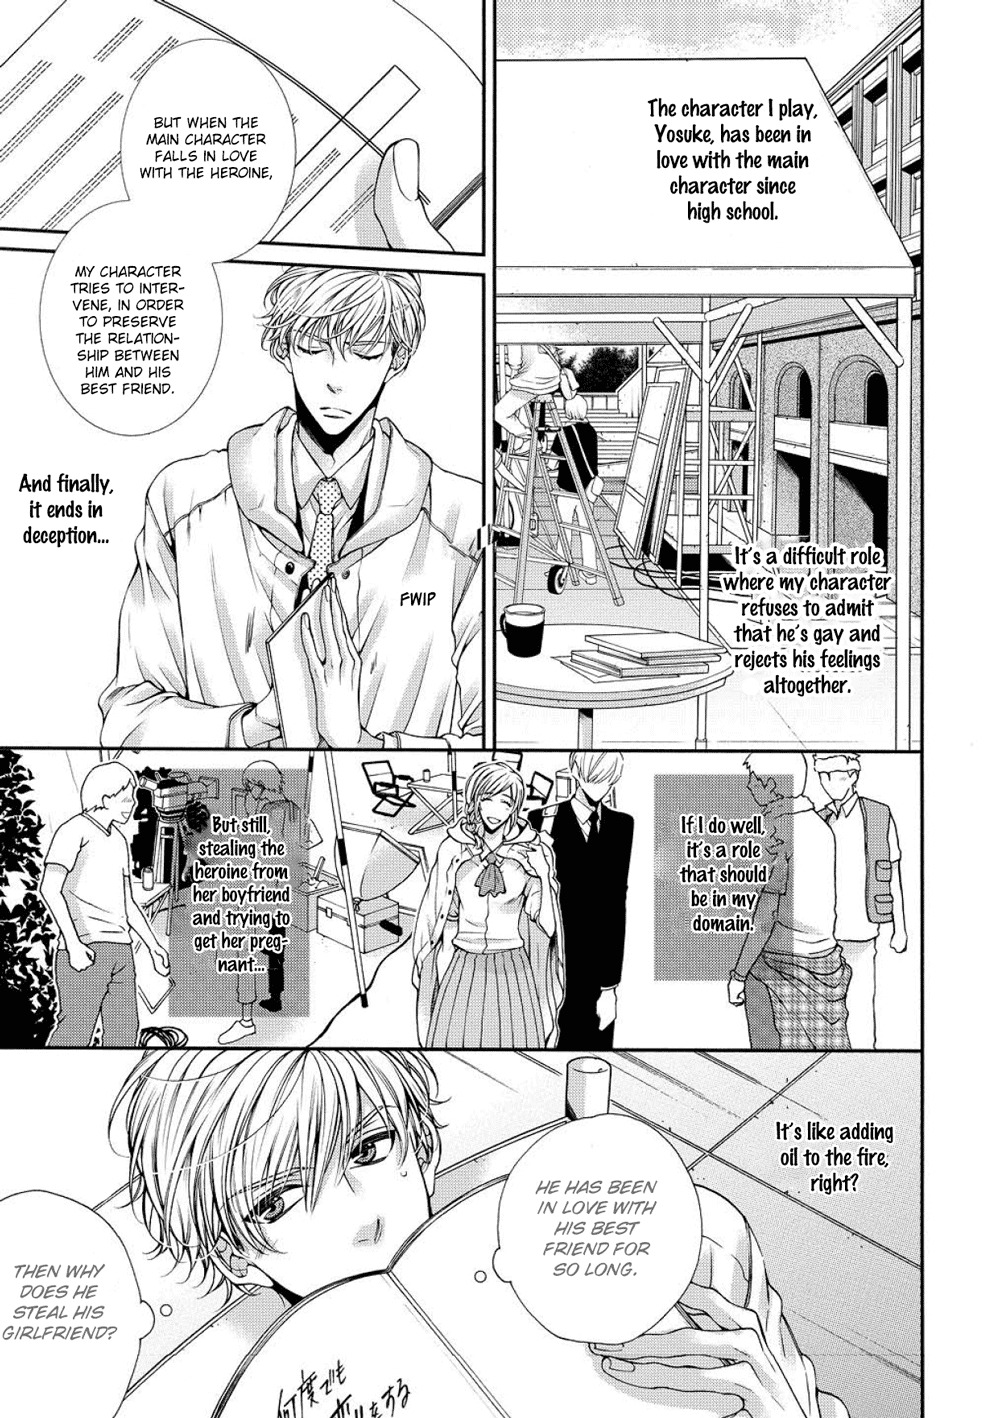 The character I play,
Yosuke, has been in
love with the main
character since
high school.
It's a difficult role
where my character
refuses to admit
that he's gay and
rejects his feelings
altogether.
BUT WHEN THE
MAIN CHARACTER
FALLS IN LOVE
WITH THE HEROINE,
MY CHARACTER
TRIES TO INTER-
VENE, IN ORDER
TO PRESERVE
THE RELATION-
SHIP BETWEEN
HIM AND HIS
BEST FRIEND.
FWIP
And finally,
it ends in
deception...
If I do well,
it's a role
that should
be in my
domain.
But still,
stealing the
heroine from
her boyfriend
and trying to
get her preg-
nant...
It's like adding
oil to the fire,
right?
HE HAS BEEN
IN LOVE WITH
HIS BEST
FRIEND FOR
SO LONG.
THEN WHY
DOES HE
STEAL HIS
GIRLFRIEND?
何度でも
恋をする